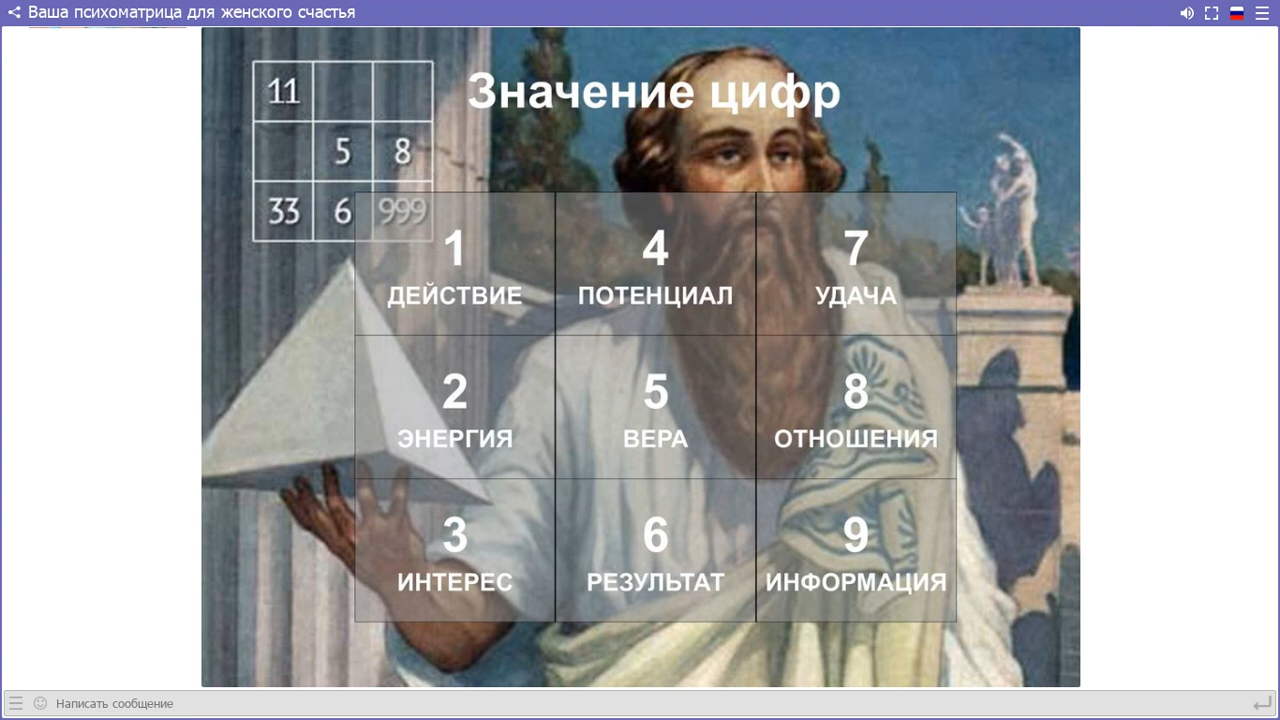 Ваша психоматрица для женского счастья
Значение цифр
11
5 8
33 6 999
1 4 7
ДЕЙСТВИЕ ПОТЕНЦИАЛ УДАЧА
2 5 8
ЭНЕРГИЯ ВЕРА ОТНОШЕНИЯ
3 6 9
ИНТЕРЕС РЕЗУЛЬТАТ ИНФОРМАЦИЯ
Написать сообщение